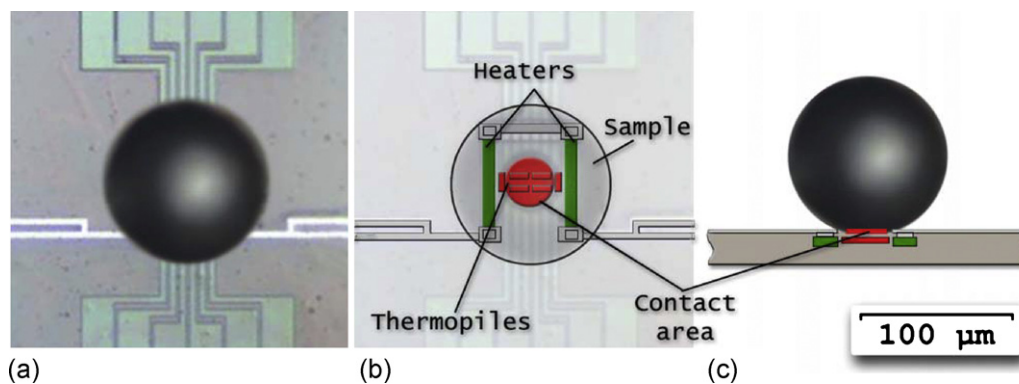 Heaters
Sample
Thermopiles
Contact
area
100 μm
(a)
(b)
(c)